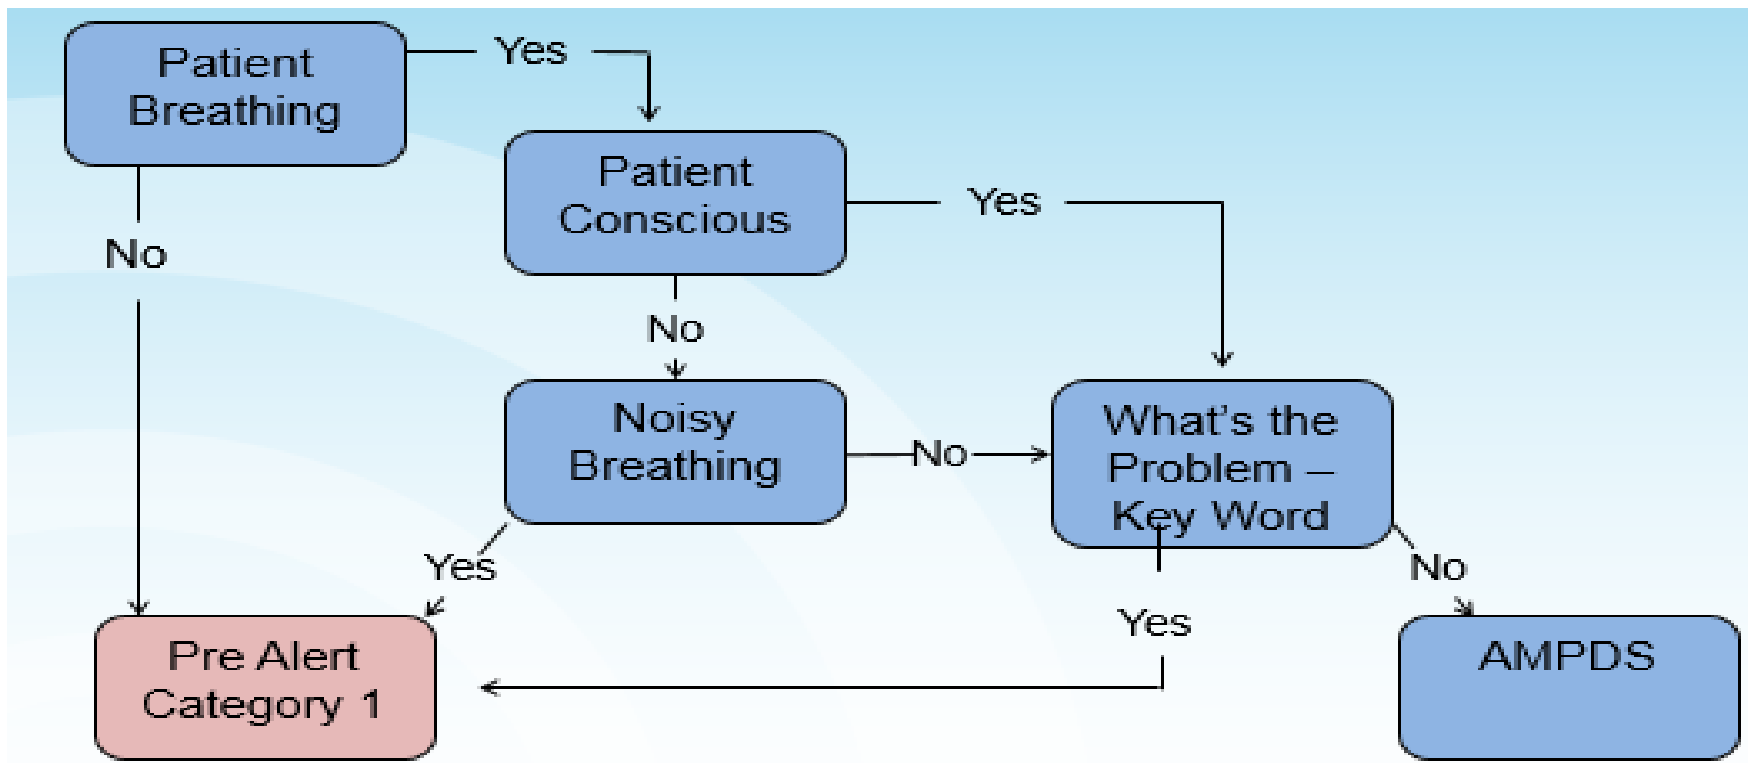 Patient
Breathing
Yes
Patient
Conscious
Yes
No
No
Noisy
Breathing
No
What's the
Problem –
Key Word
Yes
No
Yes
Pre Alert
Category 1
AMPDS